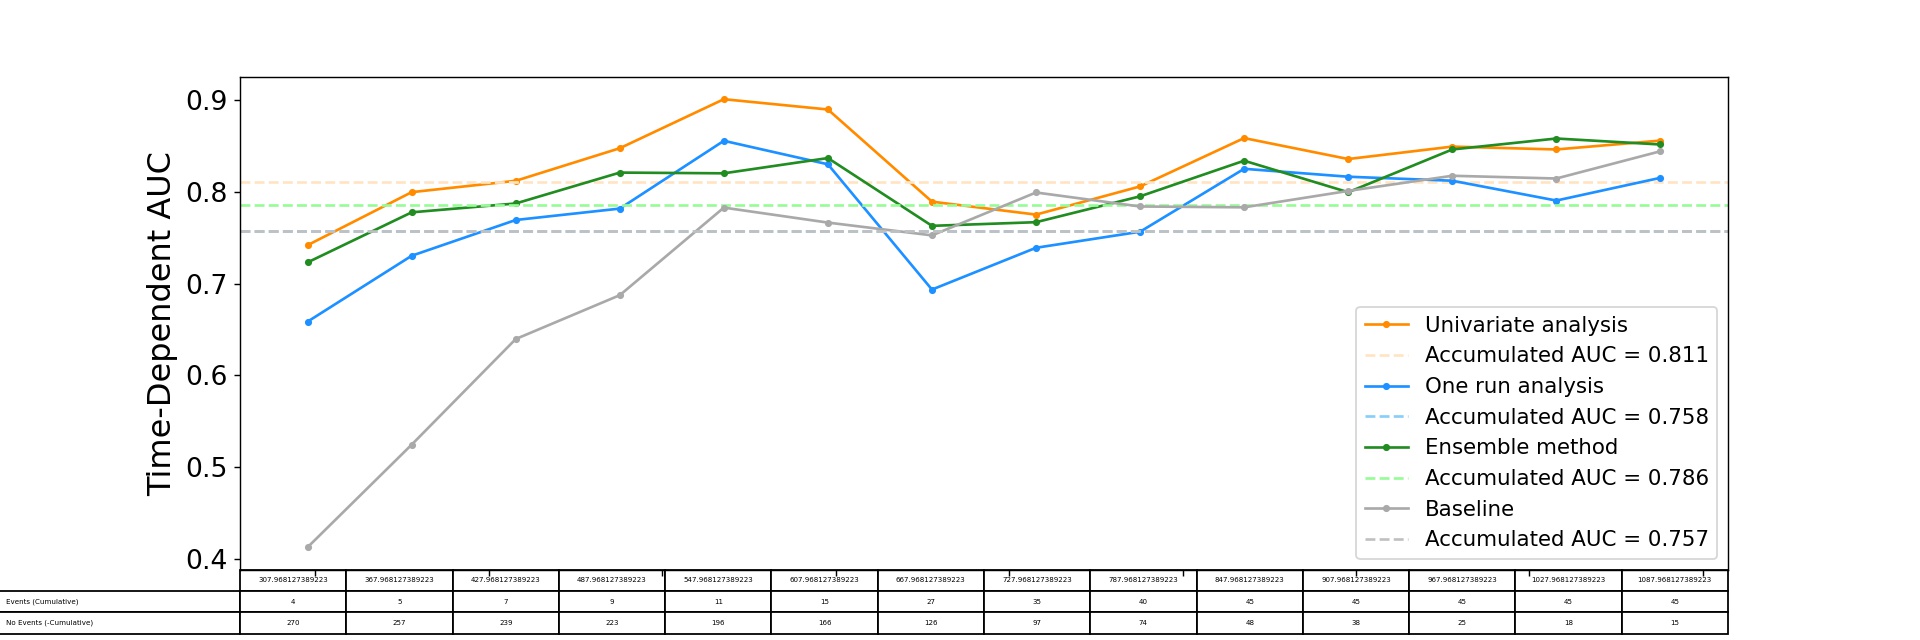 0.9
0.8
0.7
0.6
0.5
0.4
Time-Dependent AUC
Univariate analysis
Accumulated AUC = 0.811
One run analysis
Accumulated AUC = 0.758
Ensemble method
Accumulated AUC = 0.786
Baseline
Accumulated AUC = 0.757
307.968127389223 367.968127389223 427.968127389223 487.968127389223 547.968127389223 607.968127389223 667.968127389223 727.968127389223 787.968127389223 847.968127389223 907.968127389223 967.968127389223 1027.968127389223 1087.968127389223
Events (Cumulative) 4 5 7 9 11 15 27 35 40 45 45 45 45 45
No Events (-Cumulative) 270 257 239 223 196 166 126 97 74 48 38 25 18 15